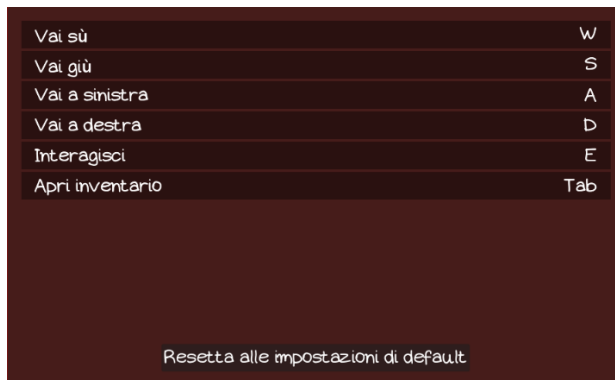 Vai sù W
Vai giù S
Vai a sinistra A
Vai a destra D
Interagisci E
Apri inventario Tab
Resetta alle impostazioni di default